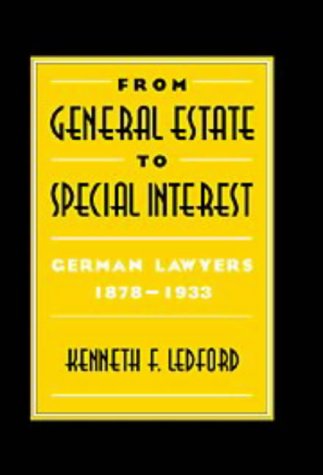 FROM
GENERAL ESTATE
TO
SPECIAL INTEREST
GERMAN LAWYERS
1878–1933
KENNETH F. LEDFORD